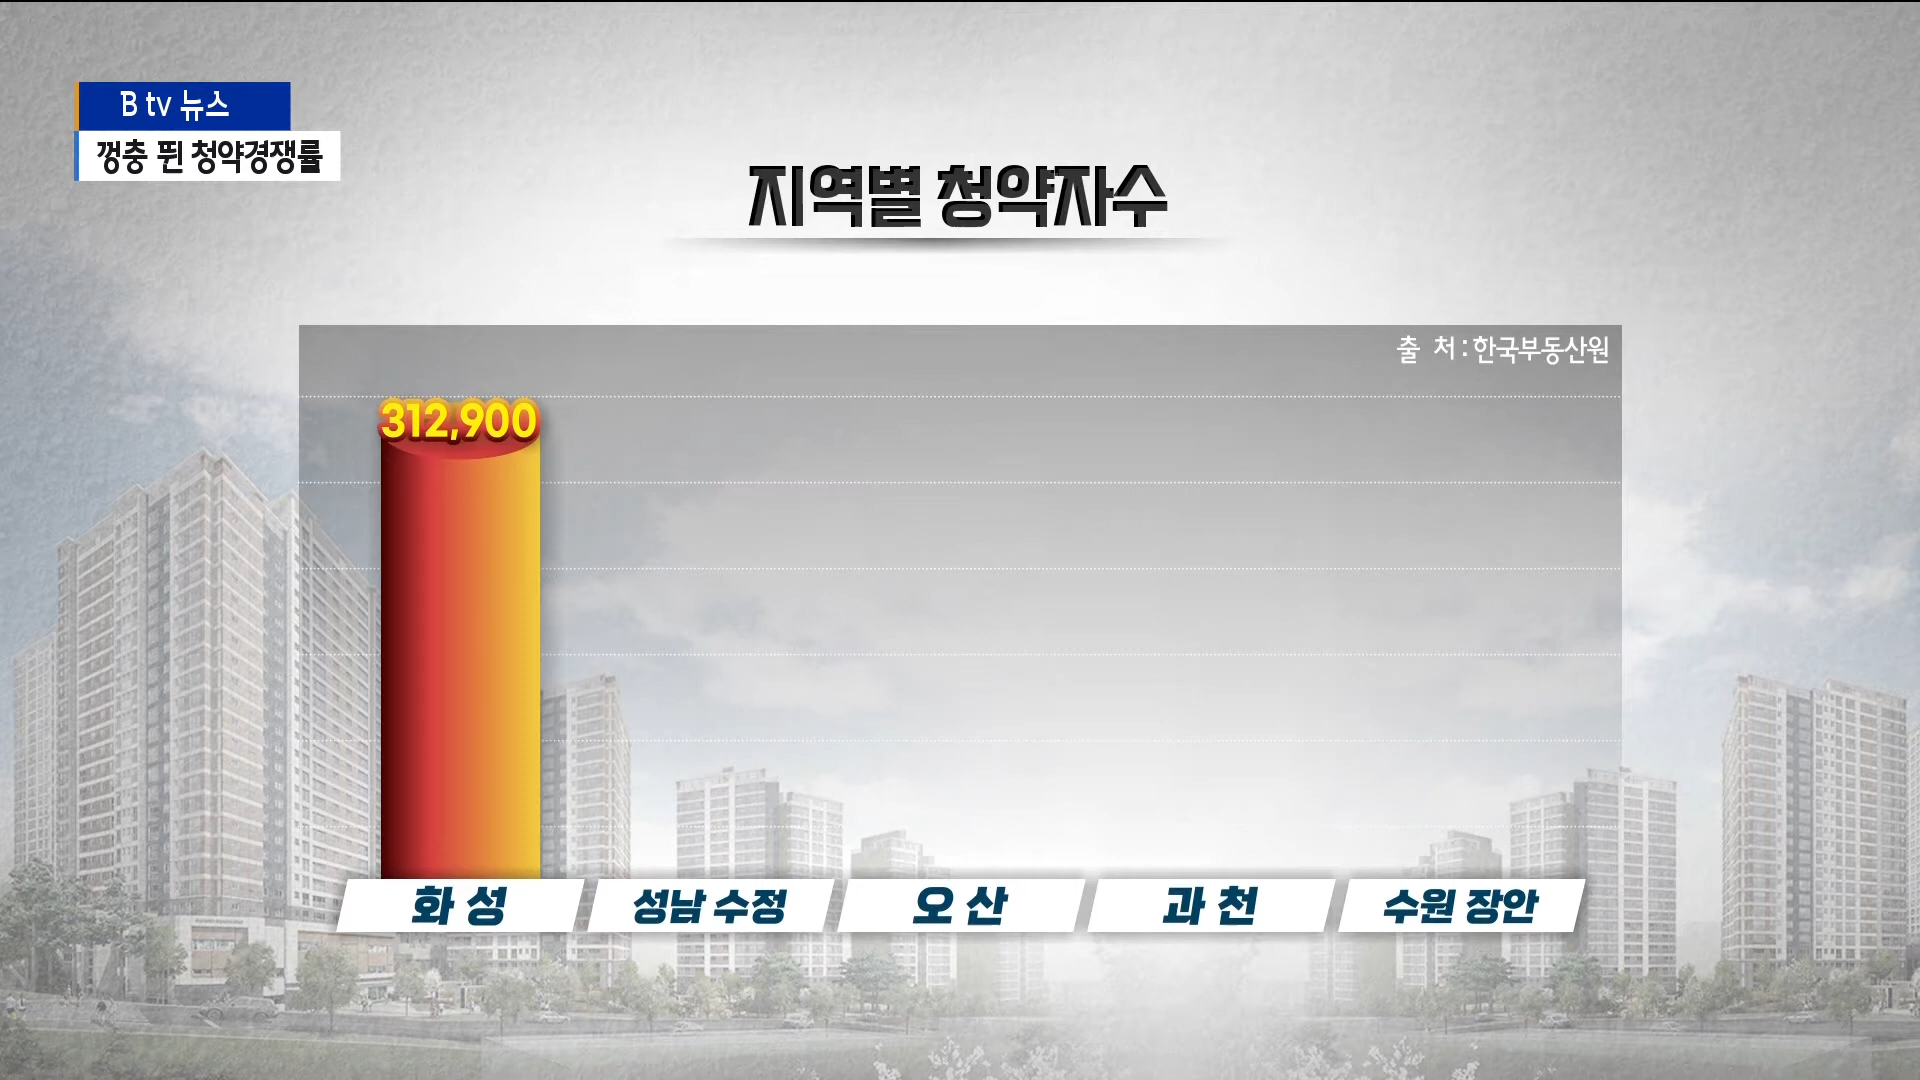 B tv 뉴스
껑충 뛴 청약경쟁률
지역별 청약자수
출 처 : 한국부동산원
312,900
화 성
성남 수정
오 산
과 천
수원 장안